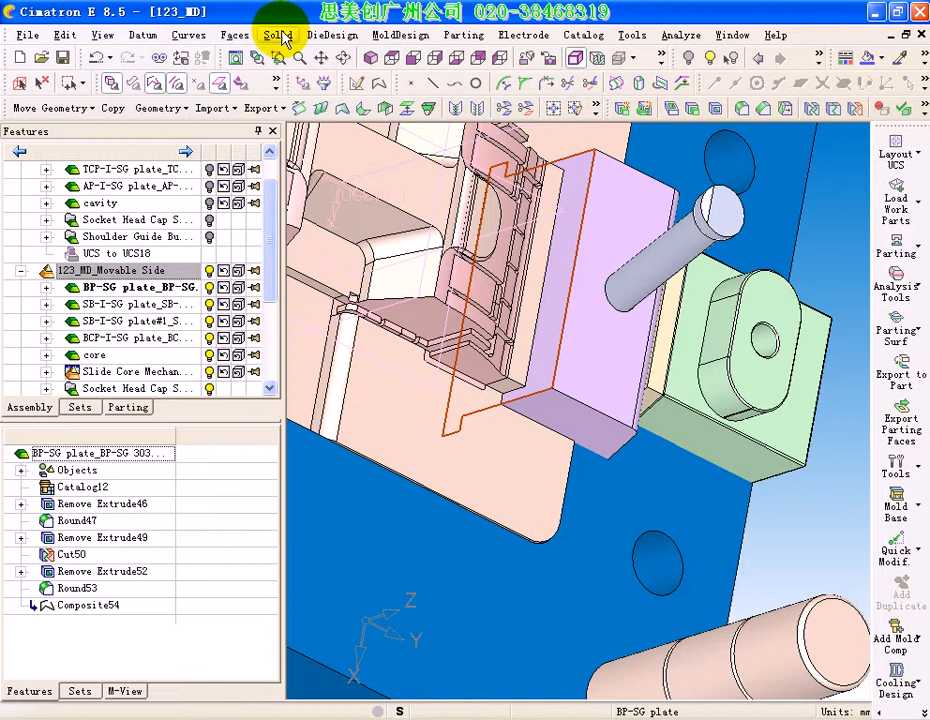 Cimatron E 8.5 - [123_MD]
思美创广州公司 020-38468319
File Edit View Datum Curves Faces Solid DieDesign MoldDesign Parting Electrode Catalog Tools Analyze Window Help
Move Geometry Copy Geometry Import Export
Features
TCP-I-SG plate_TC...
AP-I-SG plate_AP-...
cavity
Socket Head Cap S...
Shoulder Guide Bu...
UCS to UCS18
123_MD_Movable Side
BP-SG plate_BP-SG.
SB-I-SG plate_SB-...
SB-I-SG plate#1_S...
BCP-I-SG plate_BC...
core
Slide Core Mechan...
Socket Head Cap S...
Assembly Sets Parting
BP-SG plate_BP-SG 303...
Objects
Catalog12
Remove Extrude46
Round47
Remove Extrude49
Cut50
Remove Extrude52
Round53
Composite54
Features Sets M-View
Z
Y
X
Layout
UCS
Load
Work
Parts
Parting
Analysis
Tools
Parting
Surf
Export to
Part
Export
Parting
Faces
Tools
Mold
Base
Quick
Modif.
Add
Duplicate
Add Mold
Comp
Cooling
Design
S
BP-SG plate
Units: mm